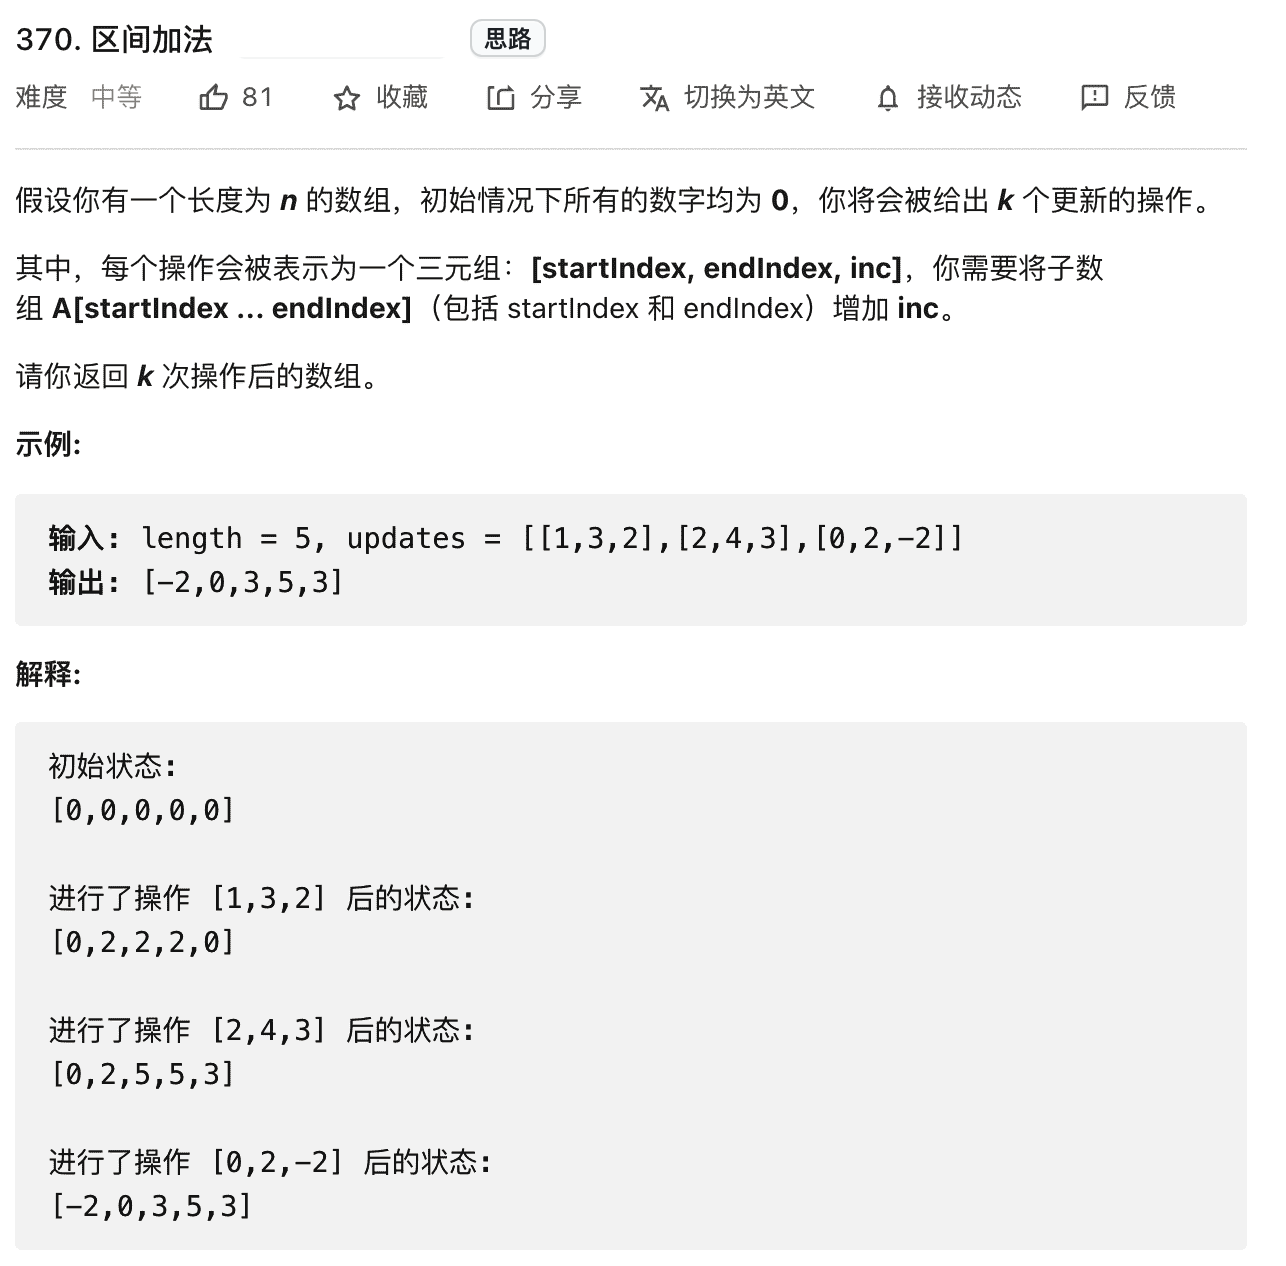 370. 区间加法 思路
难度 中等 81 收藏 分享 切换为英文 接收动态 反馈
假设你有一个长度为 n 的数组，初始情况下所有的数字均为 0，你将会被给出 k 个更新的操作。
其中，每个操作会被表示为一个三元组：[startIndex, endIndex, inc]，你需要将子数
组 A[startIndex ... endIndex]（包括 startIndex 和 endIndex）增加 inc。
请你返回 k 次操作后的数组。
示例:
输入: length = 5, updates = [[1,3,2],[2,4,3],[0,2,-2]]
输出: [-2,0,3,5,3]
解释:
初始状态:
[0,0,0,0,0]
进行了操作 [1,3,2] 后的状态:
[0,2,2,2,0]
进行了操作 [2,4,3] 后的状态:
[0,2,5,5,3]
进行了操作 [0,2,-2] 后的状态:
[-2,0,3,5,3]